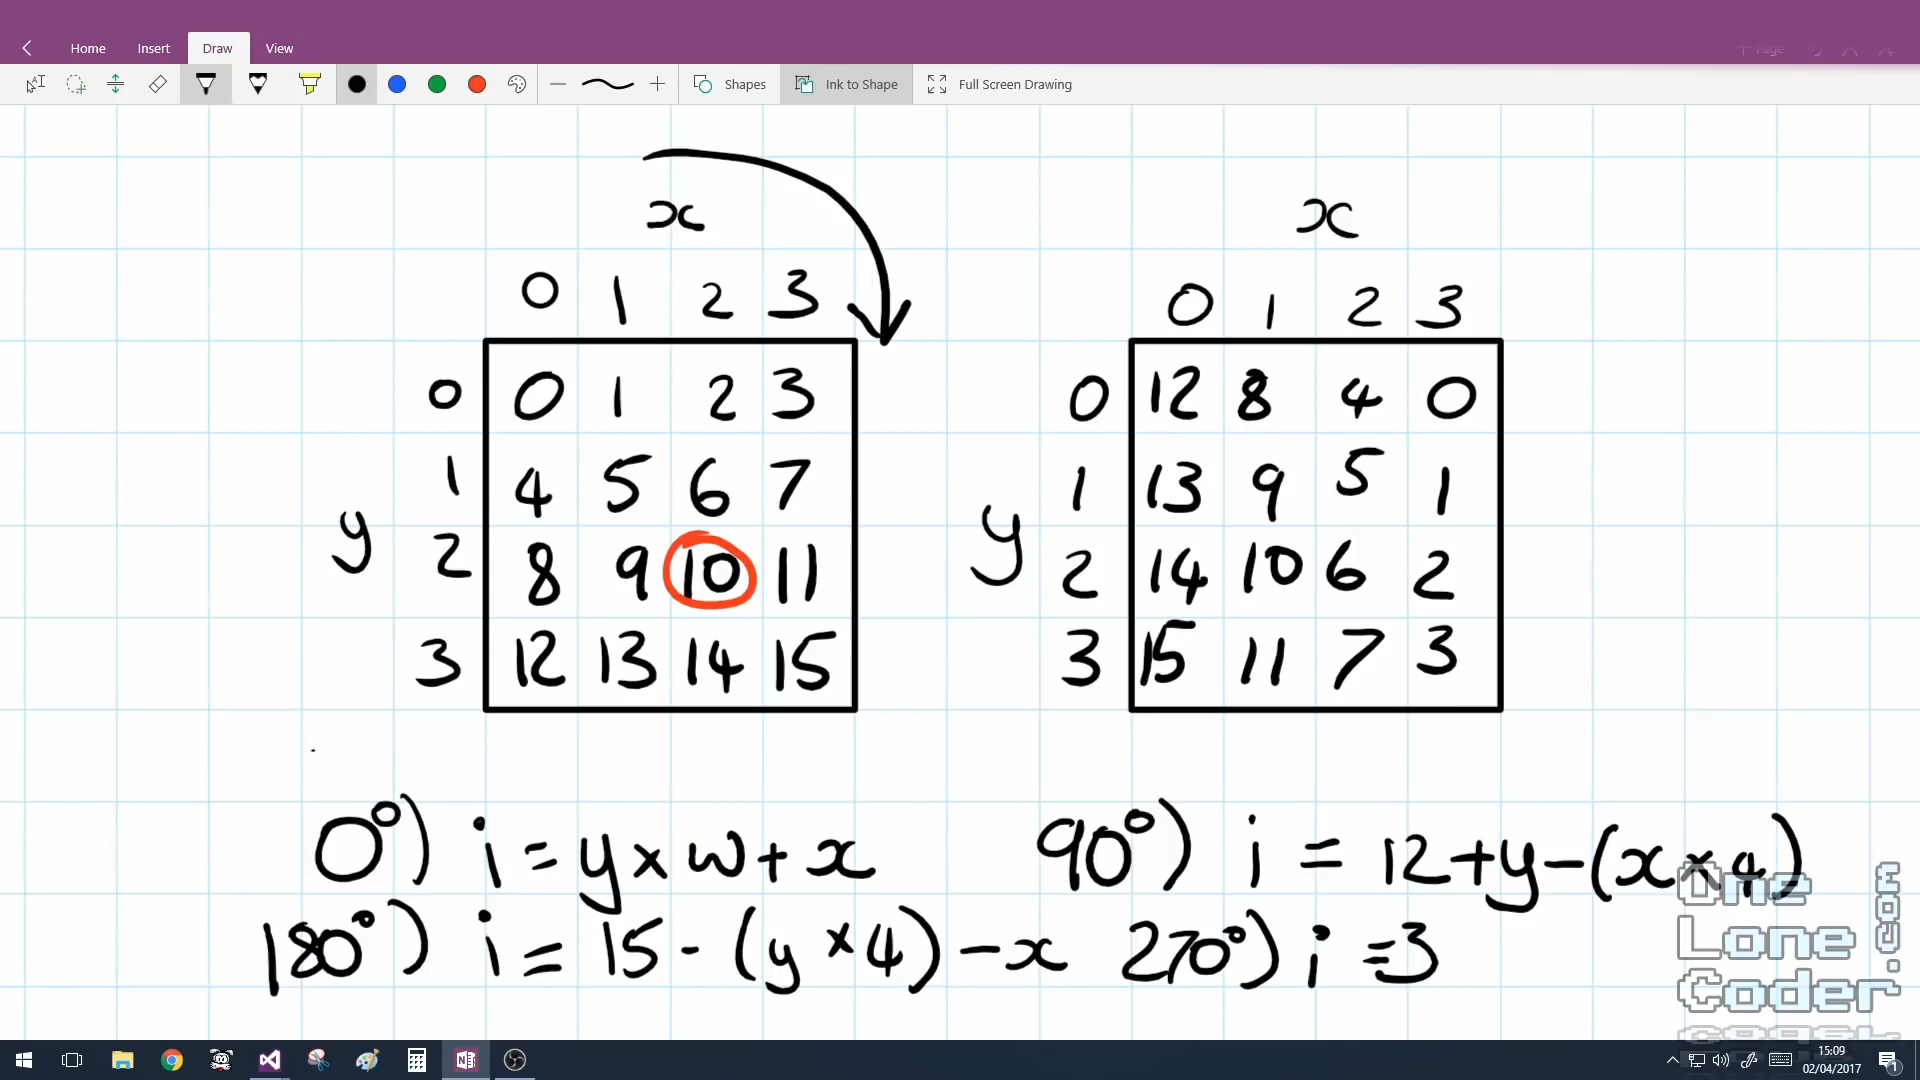 Home Insert Draw View
+ Page
Shapes Ink to Shape Full Screen Drawing
x x
0 1 2 3 0 1 2 3
0 0 1 2 3 0 12 8 4 0
1 4 5 6 7 1 13 9 5 1
y y
2 8 9 10 11 2 14 10 6 2
3 12 13 14 15 3 15 11 7 3
0°) i = y × w + x 90°) i = 12 + y - (x × 4)
180°) i = 15 - (y × 4) - x 270°) i = 3
One
Lone
Coder
.com
15:09
02/04/2017
1